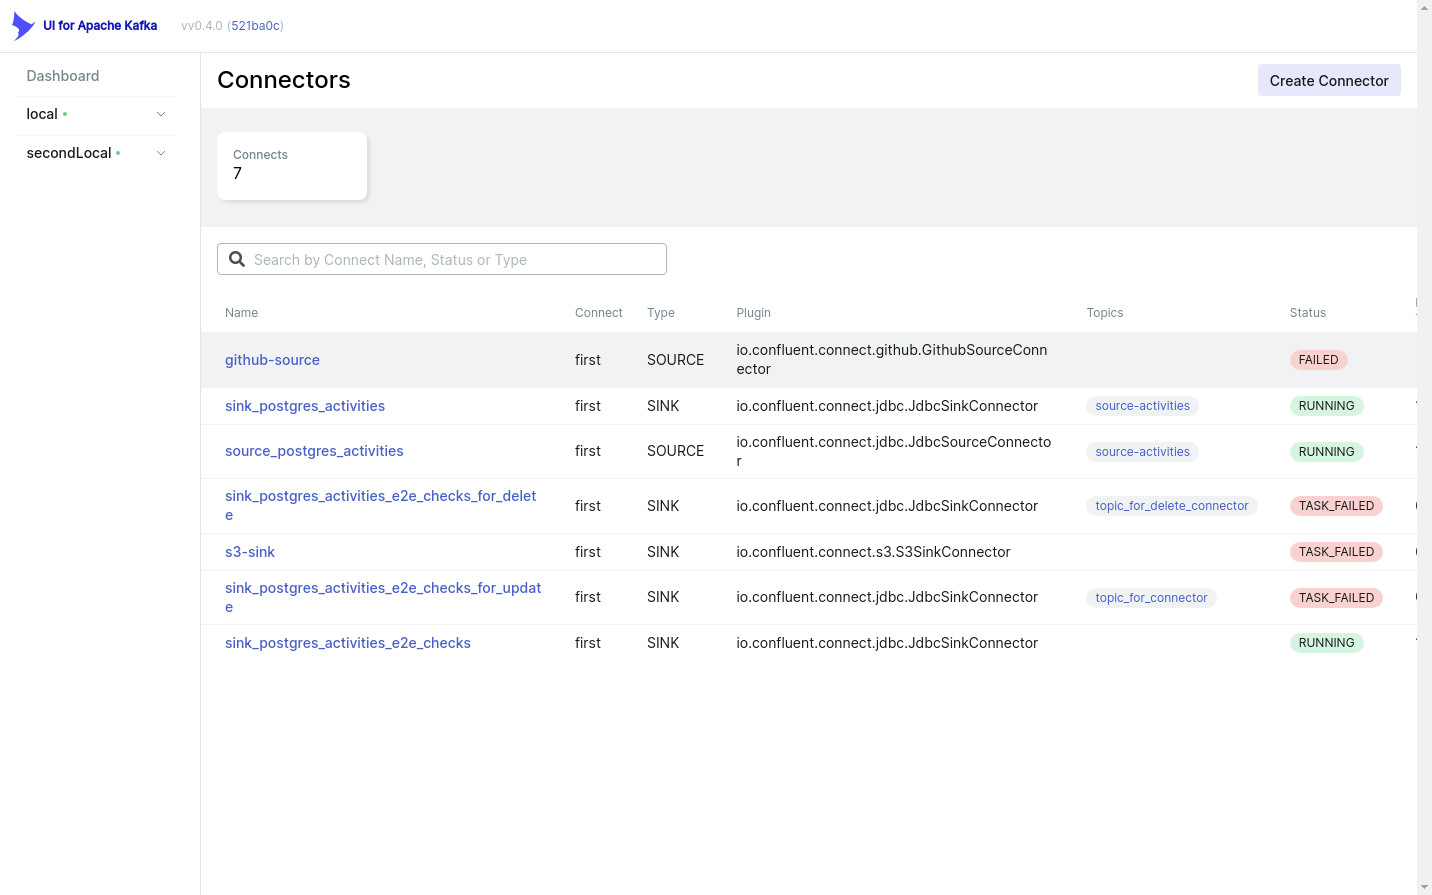 UI for Apache Kafka vv0.4.0 (521ba0c)
Dashboard
local
secondLocal
Connectors
Create Connector
Connects
7
Search by Connect Name, Status or Type
Name Connect Type Plugin Topics Status
github-source first SOURCE io.confluent.connect.github.GithubSourceConn
ector FAILED
sink_postgres_activities first SINK io.confluent.connect.jdbc.JdbcSinkConnector source-activities RUNNING
source_postgres_activities first SOURCE io.confluent.connect.jdbc.JdbcSourceConnecto
r source-activities RUNNING
sink_postgres_activities_e2e_checks_for_delet
e first SINK io.confluent.connect.jdbc.JdbcSinkConnector topic_for_delete_connector TASK_FAILED
s3-sink first SINK io.confluent.connect.s3.S3SinkConnector TASK_FAILED
sink_postgres_activities_e2e_checks_for_updat
e first SINK io.confluent.connect.jdbc.JdbcSinkConnector topic_for_connector TASK_FAILED
sink_postgres_activities_e2e_checks first SINK io.confluent.connect.jdbc.JdbcSinkConnector RUNNING